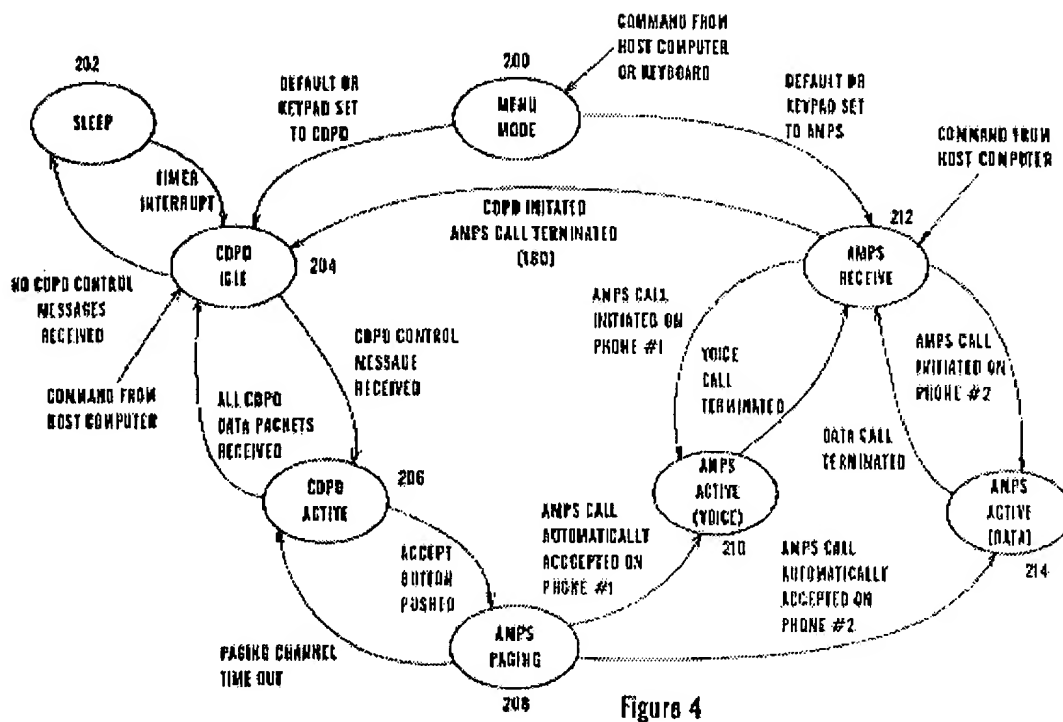 COMMAND FROM
HOST COMPUTER
OR KEYBOARD
202
200
DEFAULT OR
KEYPAD SET
TO CDPD
MENU
MODE
DEFAULT OR
KEYPAD SET
TO AMPS
SLEEP
COMMAND FROM
HOST COMPUTER
TIMER
INTERRUPT
CDPD INITIATED
AMPS CALL TERMINATED
(180)
212
CDPD
IDLE
204
AMPS
RECEIVE
NO CDPD CONTROL
MESSAGES
RECEIVED
AMPS CALL
INITIATED ON
PHONE #1
CDPD CONTROL
MESSAGE
RECEIVED
VOICE
CALL
TERMINATED
AMPS CALL
INITIATED ON
PHONE #2
COMMAND FROM
HOST COMPUTER
ALL CDPD
DATA PACKETS
RECEIVED
DATA CALL
TERMINATED
206
CDPD
ACTIVE
AMPS
ACTIVE
(VOICE)
210
AMPS
ACTIVE
(DATA)
214
ACCEPT
BUTTON
PUSHED
AMPS CALL
AUTOMATICALLY
ACCCEPTED ON
PHONE #1
AMPS CALL
AUTOMATICALLY
ACCEPTED ON
PHONE #2
PAGING CHANNEL
TIME OUT
AMPS
PAGING
208
Figure 4